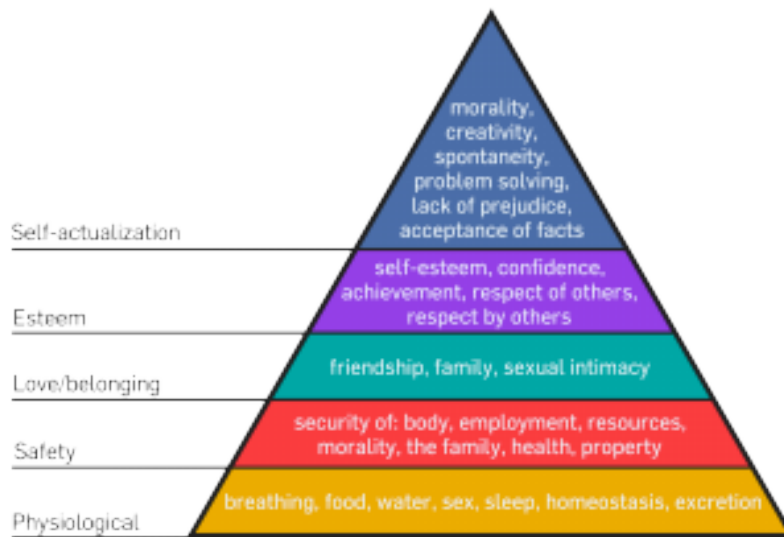 morality,
creativity,
spontaneity,
problem solving,
lack of prejudice,
acceptance of facts
Self-actualization
self-esteem, confidence,
achievement, respect of others,
respect by others
Esteem
friendship, family, sexual intimacy
Love/belonging
security of: body, employment, resources,
morality, the family, health, property
Safety
breathing, food, water, sex, sleep, homeostasis, excretion
Physiological